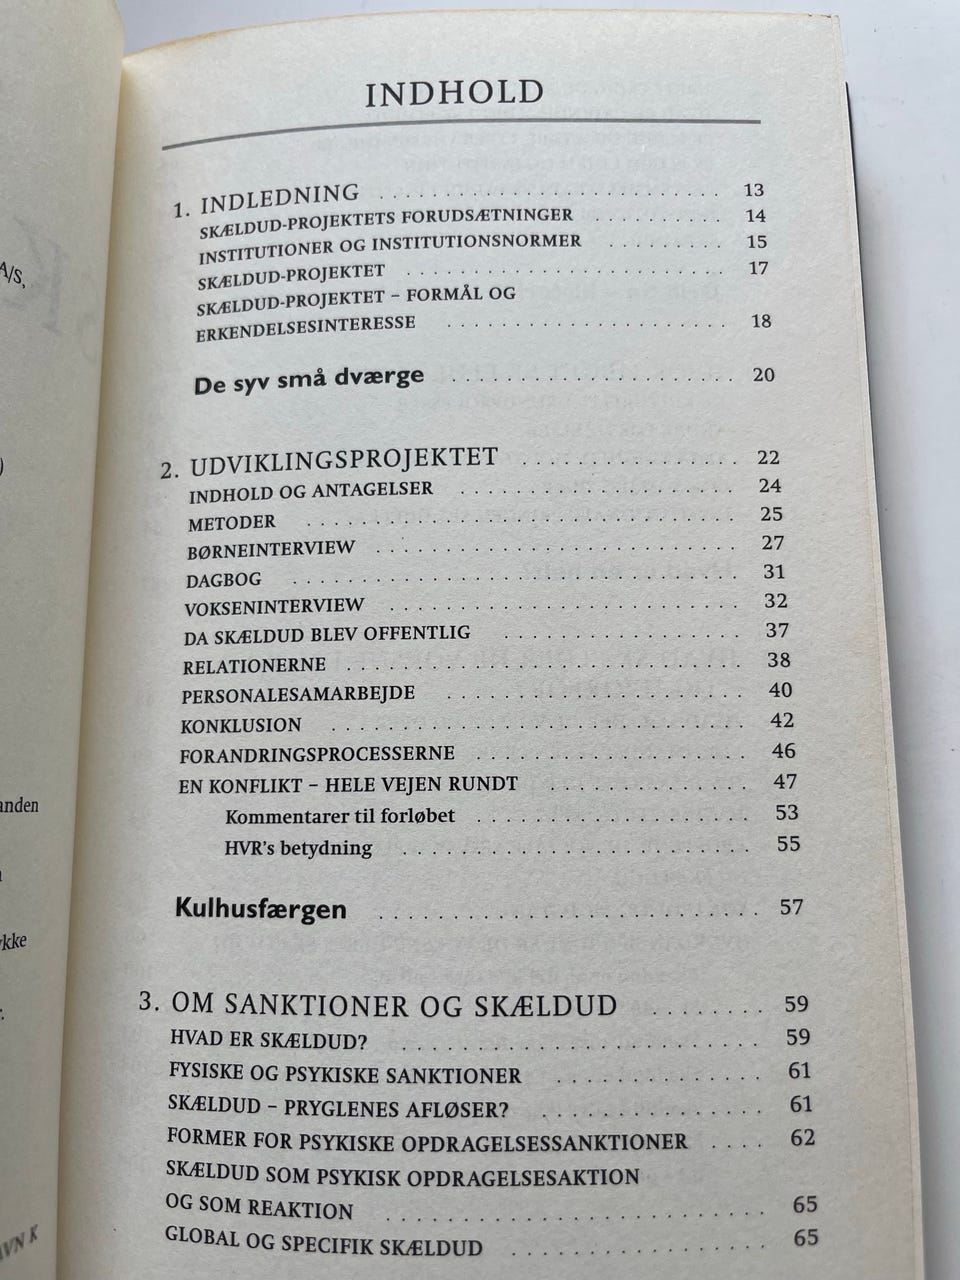 INDHOLD
1. INDLEDNING . . . . . . . . . . . . . . . . . . . . 13
SKÆLDUD-PROJEKTETS FORUDSÆTNINGER . . . . . . . . . 14
INSTITUTIONER OG INSTITUTIONSNORMER . . . . . . . . 15
SKÆLDUD-PROJEKTET . . . . . . . . . . . . . . . . . . 17
SKÆLDUD-PROJEKTET – FORMÅL OG
ERKENDELSESINTERESSE . . . . . . . . . . . . . . . . 18
De syv små dværge . . . . . . . . . . . . . . . . 20
2. UDVIKLINGSPROJEKTET . . . . . . . . . . . . 22
INDHOLD OG ANTAGELSER . . . . . . . . . . . . . . . 24
METODER . . . . . . . . . . . . . . . . . . . . . . . . 25
BØRNEINTERVIEW . . . . . . . . . . . . . . . . . . . . 27
DAGBOG . . . . . . . . . . . . . . . . . . . . . . . . . 31
VOKSENINTERVIEW . . . . . . . . . . . . . . . . . . . 32
DA SKÆLDUD BLEV OFFENTLIG . . . . . . . . . . . . . 37
RELATIONERNE . . . . . . . . . . . . . . . . . . . . . . 38
PERSONALESAMARBEJDE . . . . . . . . . . . . . . . . 40
KONKLUSION . . . . . . . . . . . . . . . . . . . . . . 42
FORANDRINGSPROCESSERNE . . . . . . . . . . . . . . 46
EN KONFLIKT – HELE VEJEN RUNDT . . . . . . . . . . 47
Kommentarer til forløbet . . . . . . . . . . . . . . . 53
HVR's betydning . . . . . . . . . . . . . . . . . . . 55
Kulhusfærgen . . . . . . . . . . . . . . . . . . . . 57
3. OM SANKTIONER OG SKÆLDUD . . . . . . . 59
HVAD ER SKÆLDUD? . . . . . . . . . . . . . . . . . . . 59
FYSISKE OG PSYKISKE SANKTIONER . . . . . . . . . . . 61
SKÆLDUD – PRYGLENES AFLØSER? . . . . . . . . . . . 61
FORMER FOR PSYKISKE OPDRAGELSESSANKTIONER . . . . 62
SKÆLDUD SOM PSYKISK OPDRAGELSESAKTION
OG SOM REAKTION . . . . . . . . . . . . . . . . . . . . 65
GLOBAL OG SPECIFIK SKÆLDUD . . . . . . . . . . . . . 65
A/S,
)
anden
kke
r.
AVN K